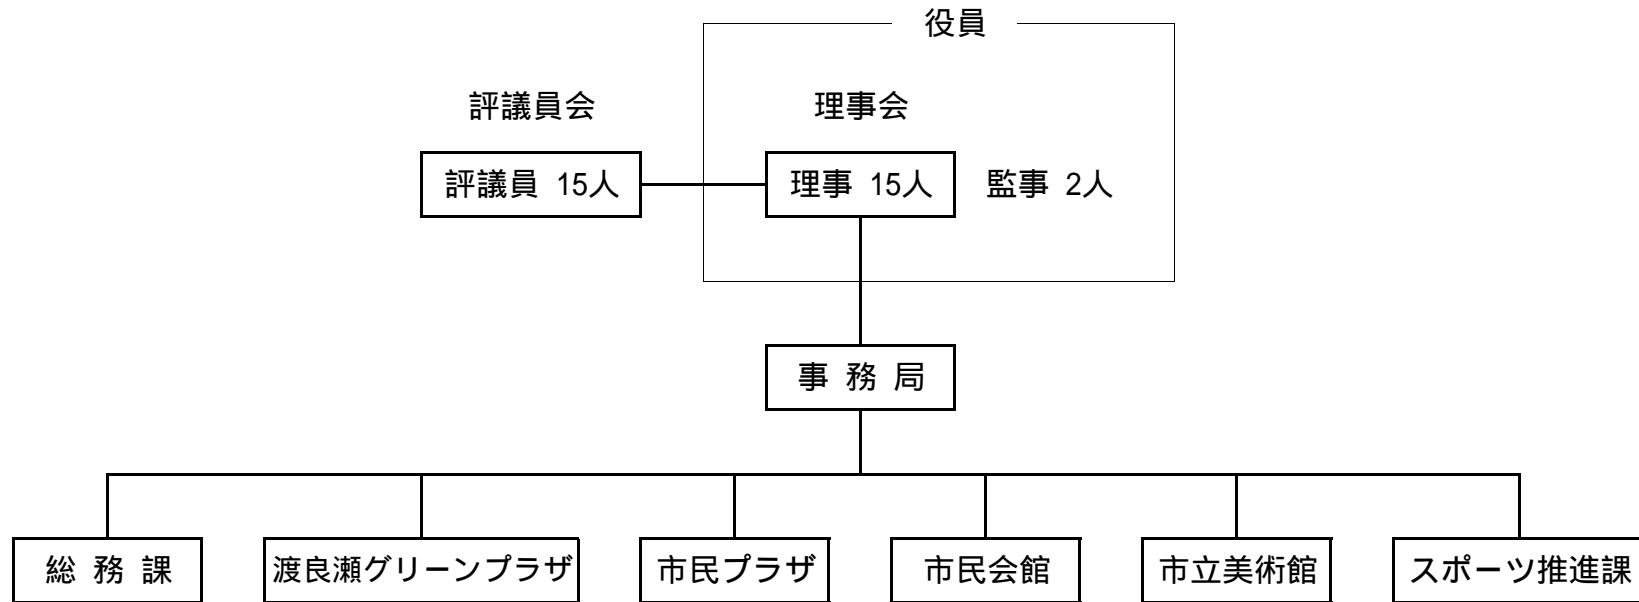 役員
評議員会
理事会
評議員 15人
理事 15人
監事 2人
事 務 局
総 務 課
渡良瀬グリーンプラザ
市民プラザ
市民会館
市立美術館
スポーツ推進課